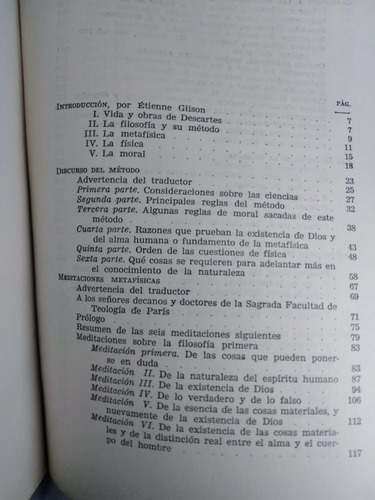 PÁG.
INTRODUCCIÓN, por Étienne Gilson 7
I. Vida y obras de Descartes 7
II. La filosofía y su método 9
III. La metafísica 11
IV. La física 15
V. La moral 18
DISCURSO DEL MÉTODO 23
Advertencia del traductor 25
Primera parte. Consideraciones sobre las ciencias 27
Segunda parte. Principales reglas del método 32
Tercera parte. Algunas reglas de moral sacadas de este
método 38
Cuarta parte. Razones que prueban la existencia de Dios y
del alma humana o fundamento de la metafísica 43
Quinta parte. Orden de las cuestiones de física 48
Sexta parte. Qué cosas se requieren para adelantar más en
el conocimiento de la naturaleza 58
MEDITACIONES METAFÍSICAS 67
Advertencia del traductor 69
A los señores decanos y doctores de la Sagrada Facultad de
Teología de París 71
Prólogo 75
Resumen de las seis meditaciones siguientes 79
Meditaciones sobre la filosofía primera 83
Meditación primera. De las cosas que pueden poner-
se en duda 83
Meditación II. De la naturaleza del espíritu humano 87
Meditación III. De la existencia de Dios 94
Meditación IV. De lo verdadero y de lo falso 106
Meditación V. De la esencia de las cosas materiales, y
nuevamente de la existencia de Dios 112
Meditación VI. De la existencia de las cosas materia-
les y de la distinción real entre el alma y el cuer-
po del hombre 117